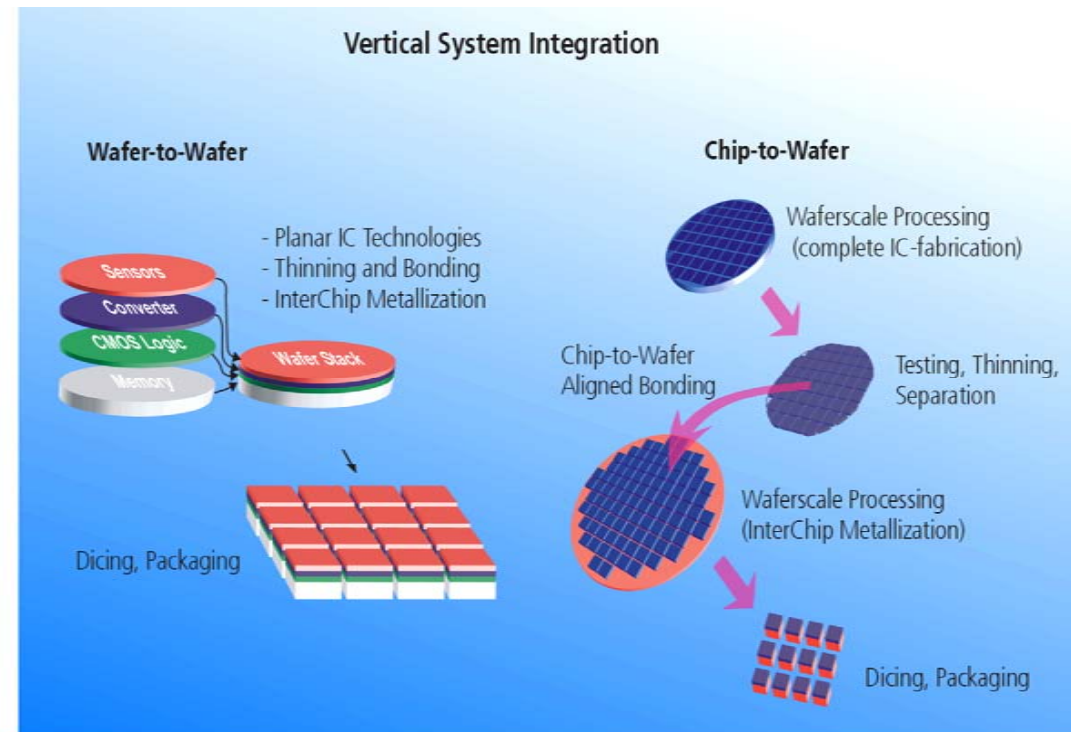 Vertical System Integration
Wafer-to-Wafer
- Planar IC Technologies
- Thinning and Bonding
- InterChip Metallization
Sensors
Converter
CMOS Logic
Memory
Wafer Stack
Dicing, Packaging
Chip-to-Wafer
Waferscale Processing
(complete IC-fabrication)
Testing, Thinning,
Separation
Chip-to-Wafer
Aligned Bonding
Waferscale Processing
(InterChip Metallization)
Dicing, Packaging